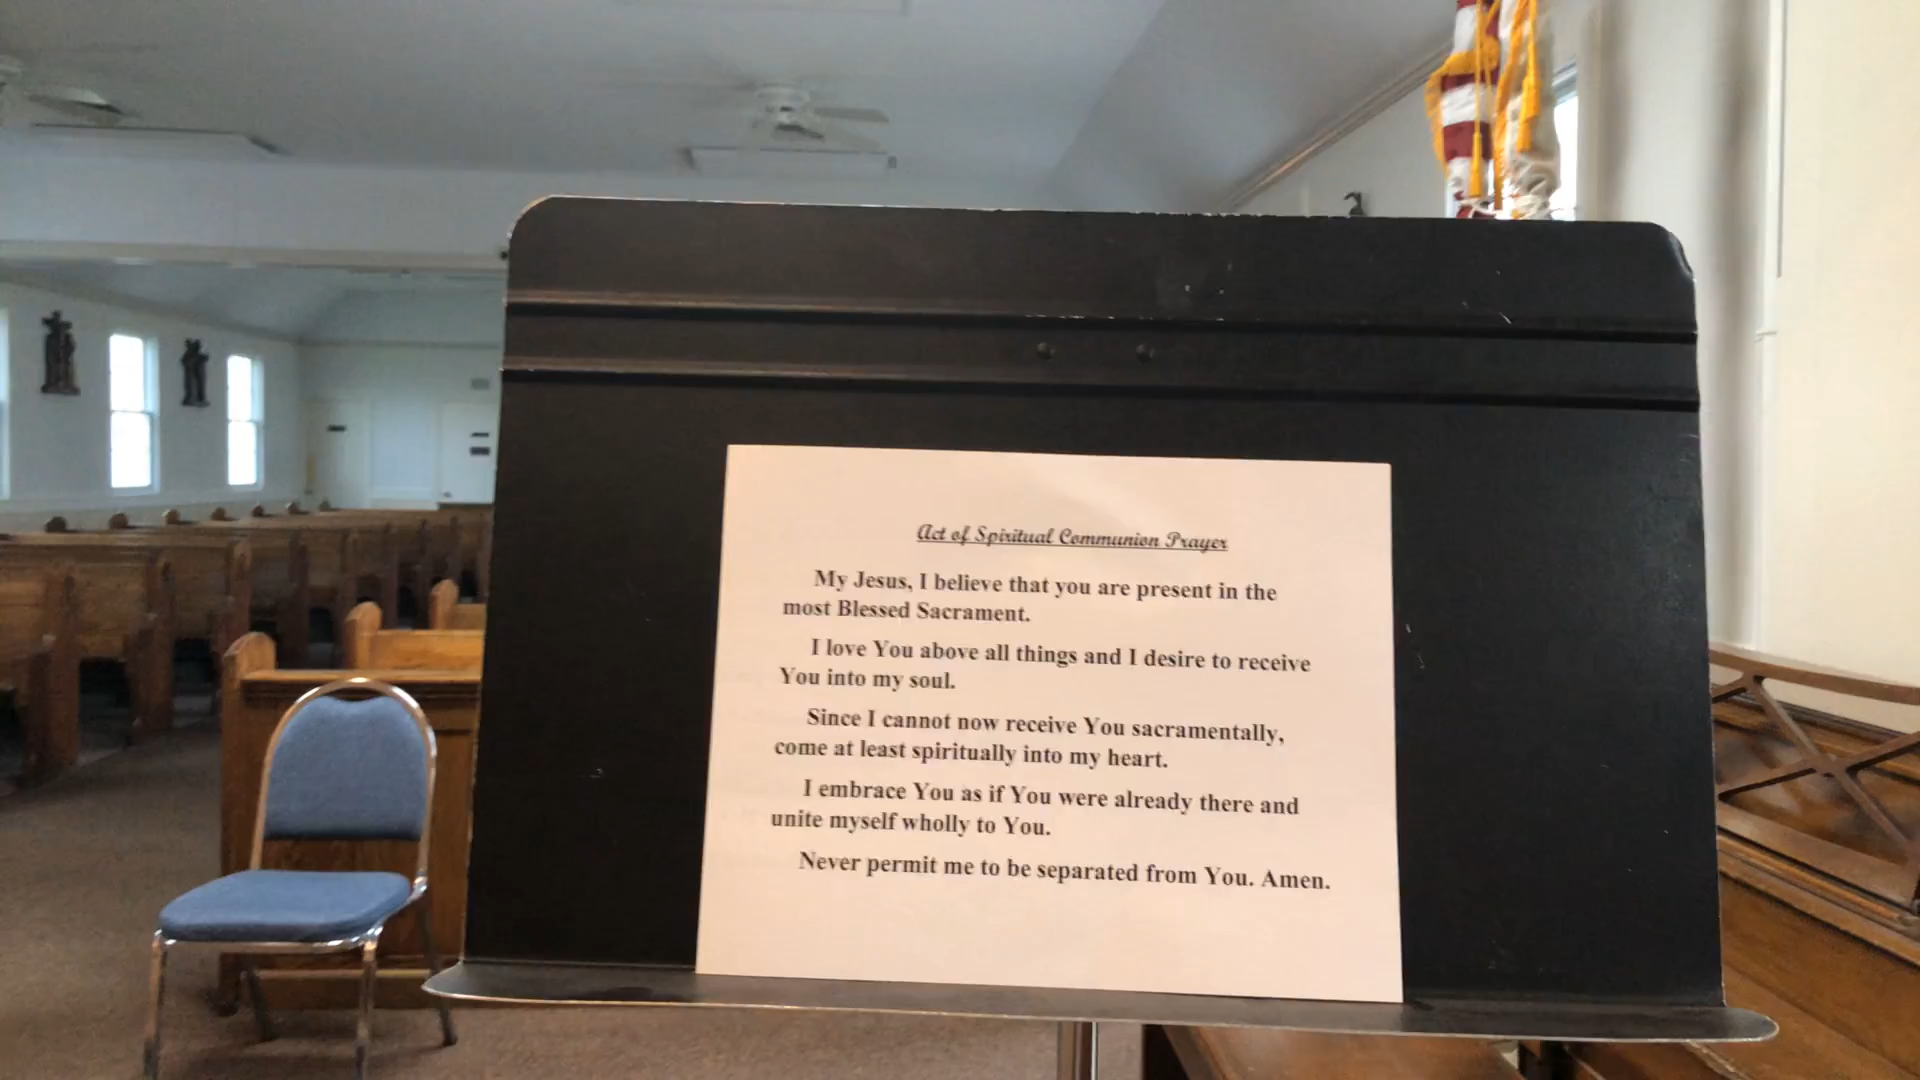 Act of Spiritual Communion Prayer
My Jesus, I believe that you are present in the
most Blessed Sacrament.
I love You above all things and I desire to receive
You into my soul.
Since I cannot now receive You sacramentally,
come at least spiritually into my heart.
I embrace You as if You were already there and
unite myself wholly to You.
Never permit me to be separated from You. Amen.